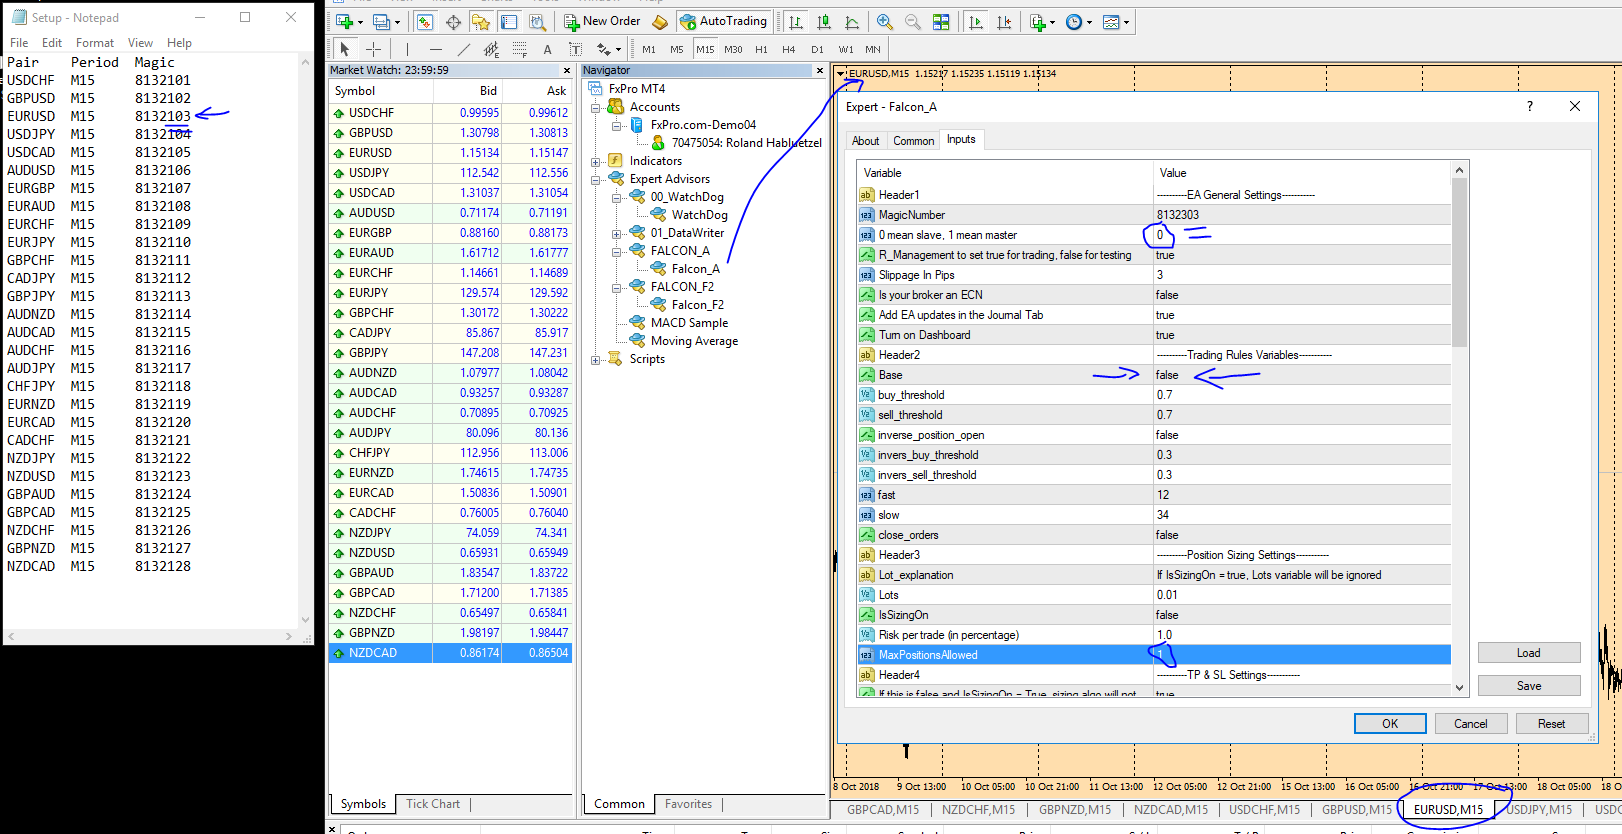 Setup - Notepad
File Edit Format View Help
Pair Period Magic
USDCHF M15 8132101
GBPUSD M15 8132102
EURUSD M15 8132103
USDJPY M15 8132104
USDCAD M15 8132105
AUDUSD M15 8132106
EURGBP M15 8132107
EURAUD M15 8132108
EURCHF M15 8132109
EURJPY M15 8132110
GBPCHF M15 8132111
CADJPY M15 8132112
GBPJPY M15 8132113
AUDNZD M15 8132114
AUDCAD M15 8132115
AUDCHF M15 8132116
AUDJPY M15 8132117
CHFJPY M15 8132118
EURNZD M15 8132119
EURCAD M15 8132120
CADCHF M15 8132121
NZDJPY M15 8132122
NZDUSD M15 8132123
GBPAUD M15 8132124
GBPCAD M15 8132125
NZDCHF M15 8132126
GBPNZD M15 8132127
NZDCAD M15 8132128
New Order AutoTrading
A T M1 M5 M15 M30 H1 H4 D1 W1 MN
Market Watch: 23:59:59
Symbol Bid Ask
USDCHF 0.99595 0.99612
GBPUSD 1.30798 1.30813
EURUSD 1.15134 1.15147
USDJPY 112.542 112.556
USDCAD 1.31037 1.31054
AUDUSD 0.71174 0.71191
EURGBP 0.88160 0.88173
EURAUD 1.61712 1.61777
EURCHF 1.14661 1.14689
EURJPY 129.574 129.592
GBPCHF 1.30172 1.30222
CADJPY 85.867 85.917
GBPJPY 147.208 147.231
AUDNZD 1.07977 1.08042
AUDCAD 0.93257 0.93287
AUDCHF 0.70895 0.70925
AUDJPY 80.096 80.136
CHFJPY 112.956 113.006
EURNZD 1.74615 1.74735
EURCAD 1.50836 1.50901
CADCHF 0.76005 0.76040
NZDJPY 74.059 74.341
NZDUSD 0.65931 0.65949
GBPAUD 1.83547 1.83722
GBPCAD 1.71200 1.71385
NZDCHF 0.65497 0.65841
GBPNZD 1.98197 1.98447
NZDCAD 0.86174 0.86504
Symbols Tick Chart
Navigator
FxPro MT4
Accounts
FxPro.com-Demo04
70475054: Roland Habluetzel
Indicators
Expert Advisors
00_WatchDog
WatchDog
01_DataWriter
FALCON_A
Falcon_A
FALCON_F2
Falcon_F2
MACD Sample
Moving Average
Scripts
Common Favorites
EURUSD,M15 1.15217 1.15235 1.15119 1.15134
Expert - Falcon_A
About Common Inputs
Variable Value
Header1 ----------EA General Settings-----------
MagicNumber 8132303
0 mean slave, 1 mean master 0
R_Management to set true for trading, false for testing true
Slippage In Pips 3
Is your broker an ECN false
Add EA updates in the Journal Tab true
Turn on Dashboard true
Header2 ----------Trading Rules Variables-----------
Base false
buy_threshold 0.7
sell_threshold 0.7
inverse_position_open false
invers_buy_threshold 0.3
invers_sell_threshold 0.3
fast 12
slow 34
close_orders false
Header3 ----------Position Sizing Settings-----------
Lot_explanation If IsSizingOn = true, Lots variable will be ignored
Lots 0.01
IsSizingOn false
Risk per trade (in percentage) 1.0
MaxPositionsAllowed 1
Header4 ----------TP & SL Settings-----------
If this is false and IsSizingOn = True, sizing algo will not true
Load
Save
OK Cancel Reset
8 Oct 2018 9 Oct 13:00 10 Oct 05:00 10 Oct 21:00 11 Oct 13:00 12 Oct 05:00 12 Oct 21:00 15 Oct 13:00 16 Oct 05:00 16 Oct 21:00 17 Oct 13:00 18 Oct 05:00
GBPCAD,M15 NZDCHF,M15 GBPNZD,M15 NZDCAD,M15 USDCHF,M15 GBPUSD,M15 EURUSD,M15 USDJPY,M15